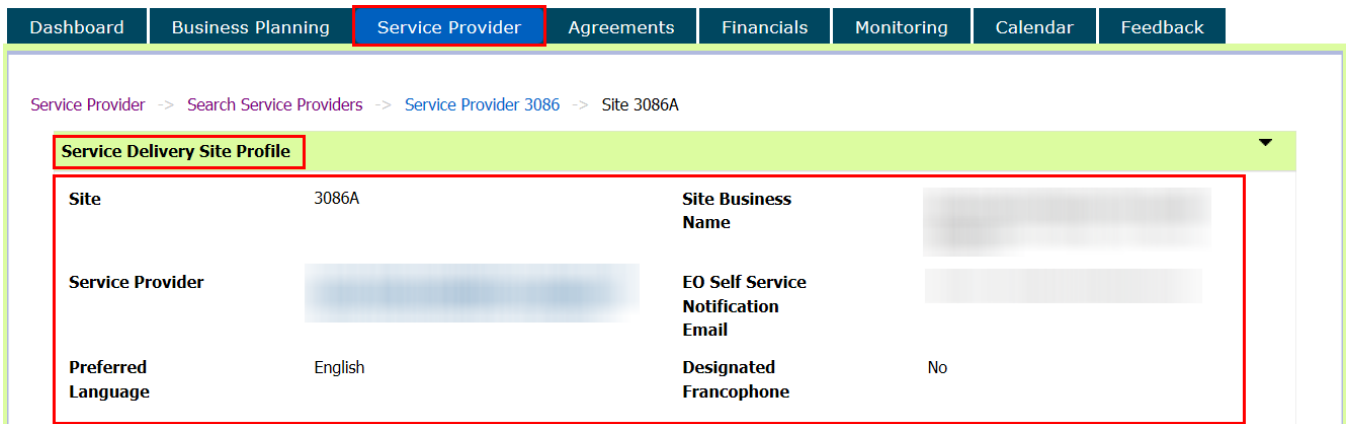 Dashboard Business Planning Service Provider Agreements Financials Monitoring Calendar Feedback
Service Provider -> Search Service Providers -> Service Provider 3086 -> Site 3086A
Service Delivery Site Profile
Site 3086A Site Business
Name
Service Provider EO Self Service
Notification
Email
Preferred English Designated No
Language Francophone